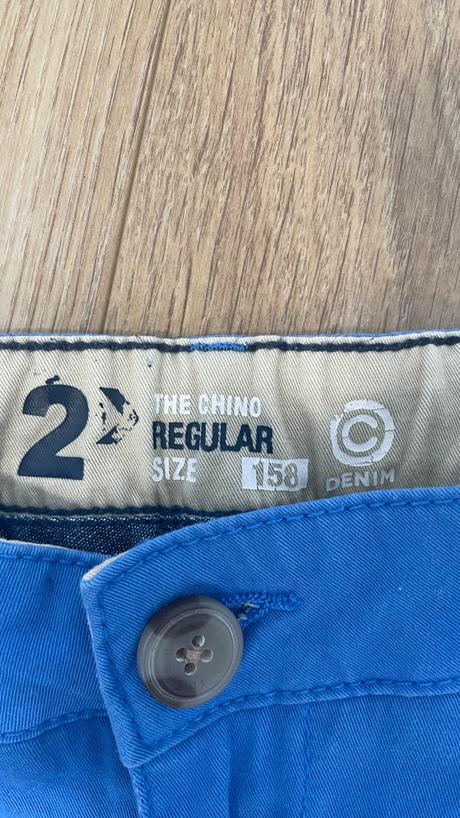 2
THE CHINO
REGULAR
SIZE 158
C
DENIM